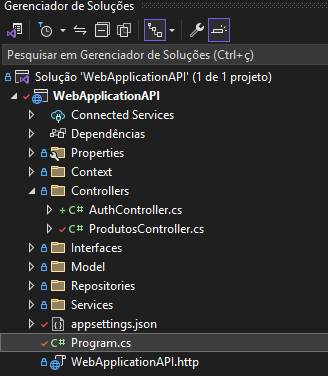 Gerenciador de Soluções
Pesquisar em Gerenciador de Soluções (Ctrl+ç)
Solução 'WebApplicationAPI' (1 de 1 projeto)
WebApplicationAPI
Connected Services
Dependências
Properties
Context
Controllers
C# AuthController.cs
C# ProdutosController.cs
Interfaces
Model
Repositories
Services
appsettings.json
C# Program.cs
WebApplicationAPI.http